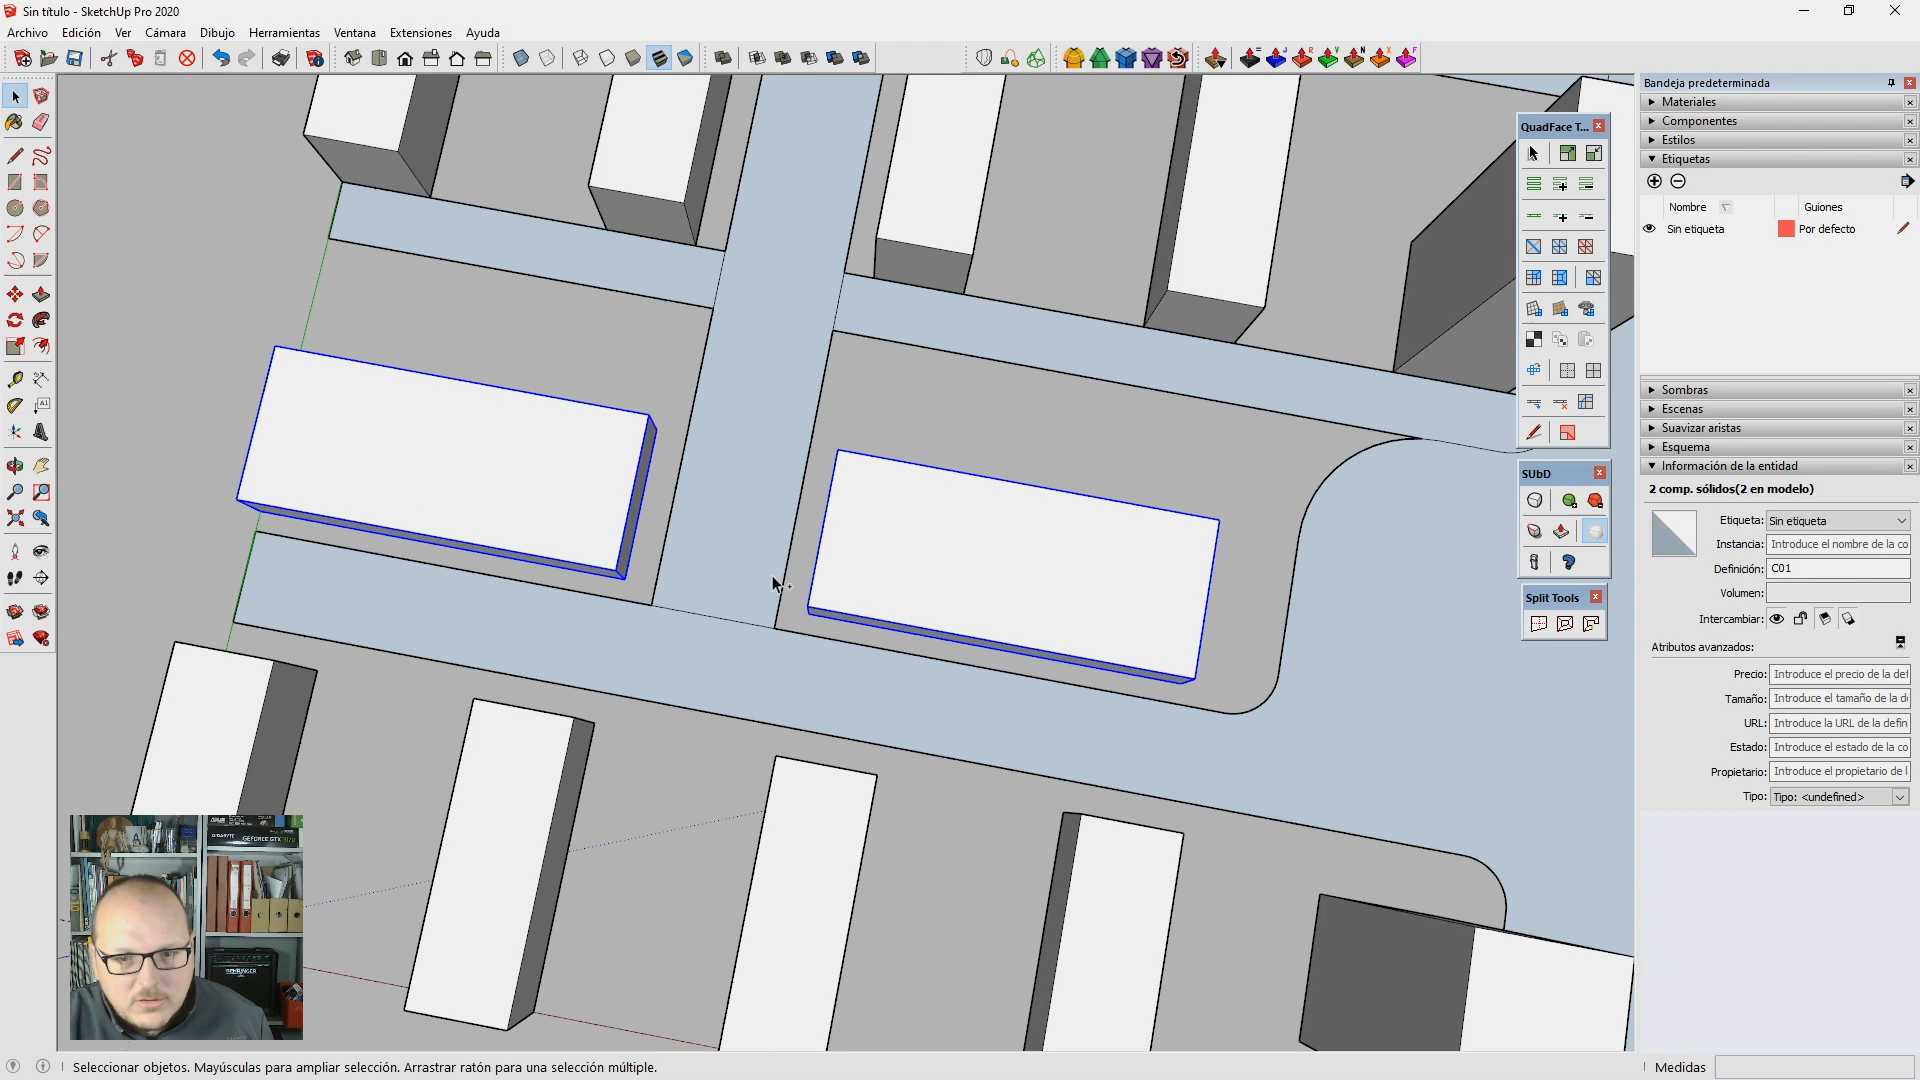 Sin título - SketchUp Pro 2020
Archivo Edición Ver Cámara Dibujo Herramientas Ventana Extensiones Ayuda
Bandeja predeterminada
Materiales
Componentes
Estilos
Etiquetas
Nombre Guiones
Sin etiqueta Por defecto
QuadFace T...
SUbD
Split Tools
Sombras
Escenas
Suavizar aristas
Esquema
Información de la entidad
2 comp. sólidos(2 en modelo)
Etiqueta: Sin etiqueta
Instancia: Introduce el nombre de la co
Definición: C01
Volumen:
Intercambiar:
Atributos avanzados:
Precio: Introduce el precio de la def
Tamaño: Introduce el tamaño de la d
URL: Introduce la URL de la defin
Estado: Introduce el estado de la co
Propietario: Introduce el propietario de l
Tipo: Tipo: <undefined>
GEFORCE GTX 1070
BEHRINGER
Seleccionar objetos. Mayúsculas para ampliar selección. Arrastrar ratón para una selección múltiple.
Medidas